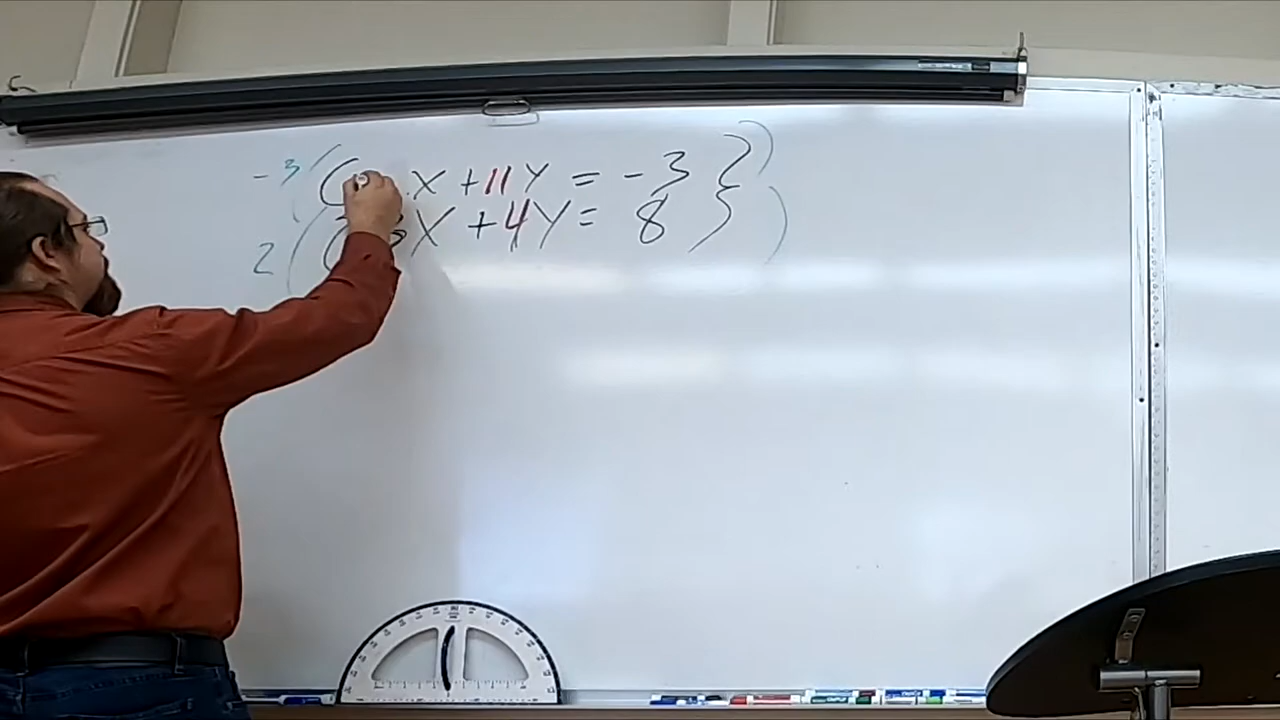 -3 ( ( X + 11Y = -3 } )
2 ( ( X + 4Y = 8 } )